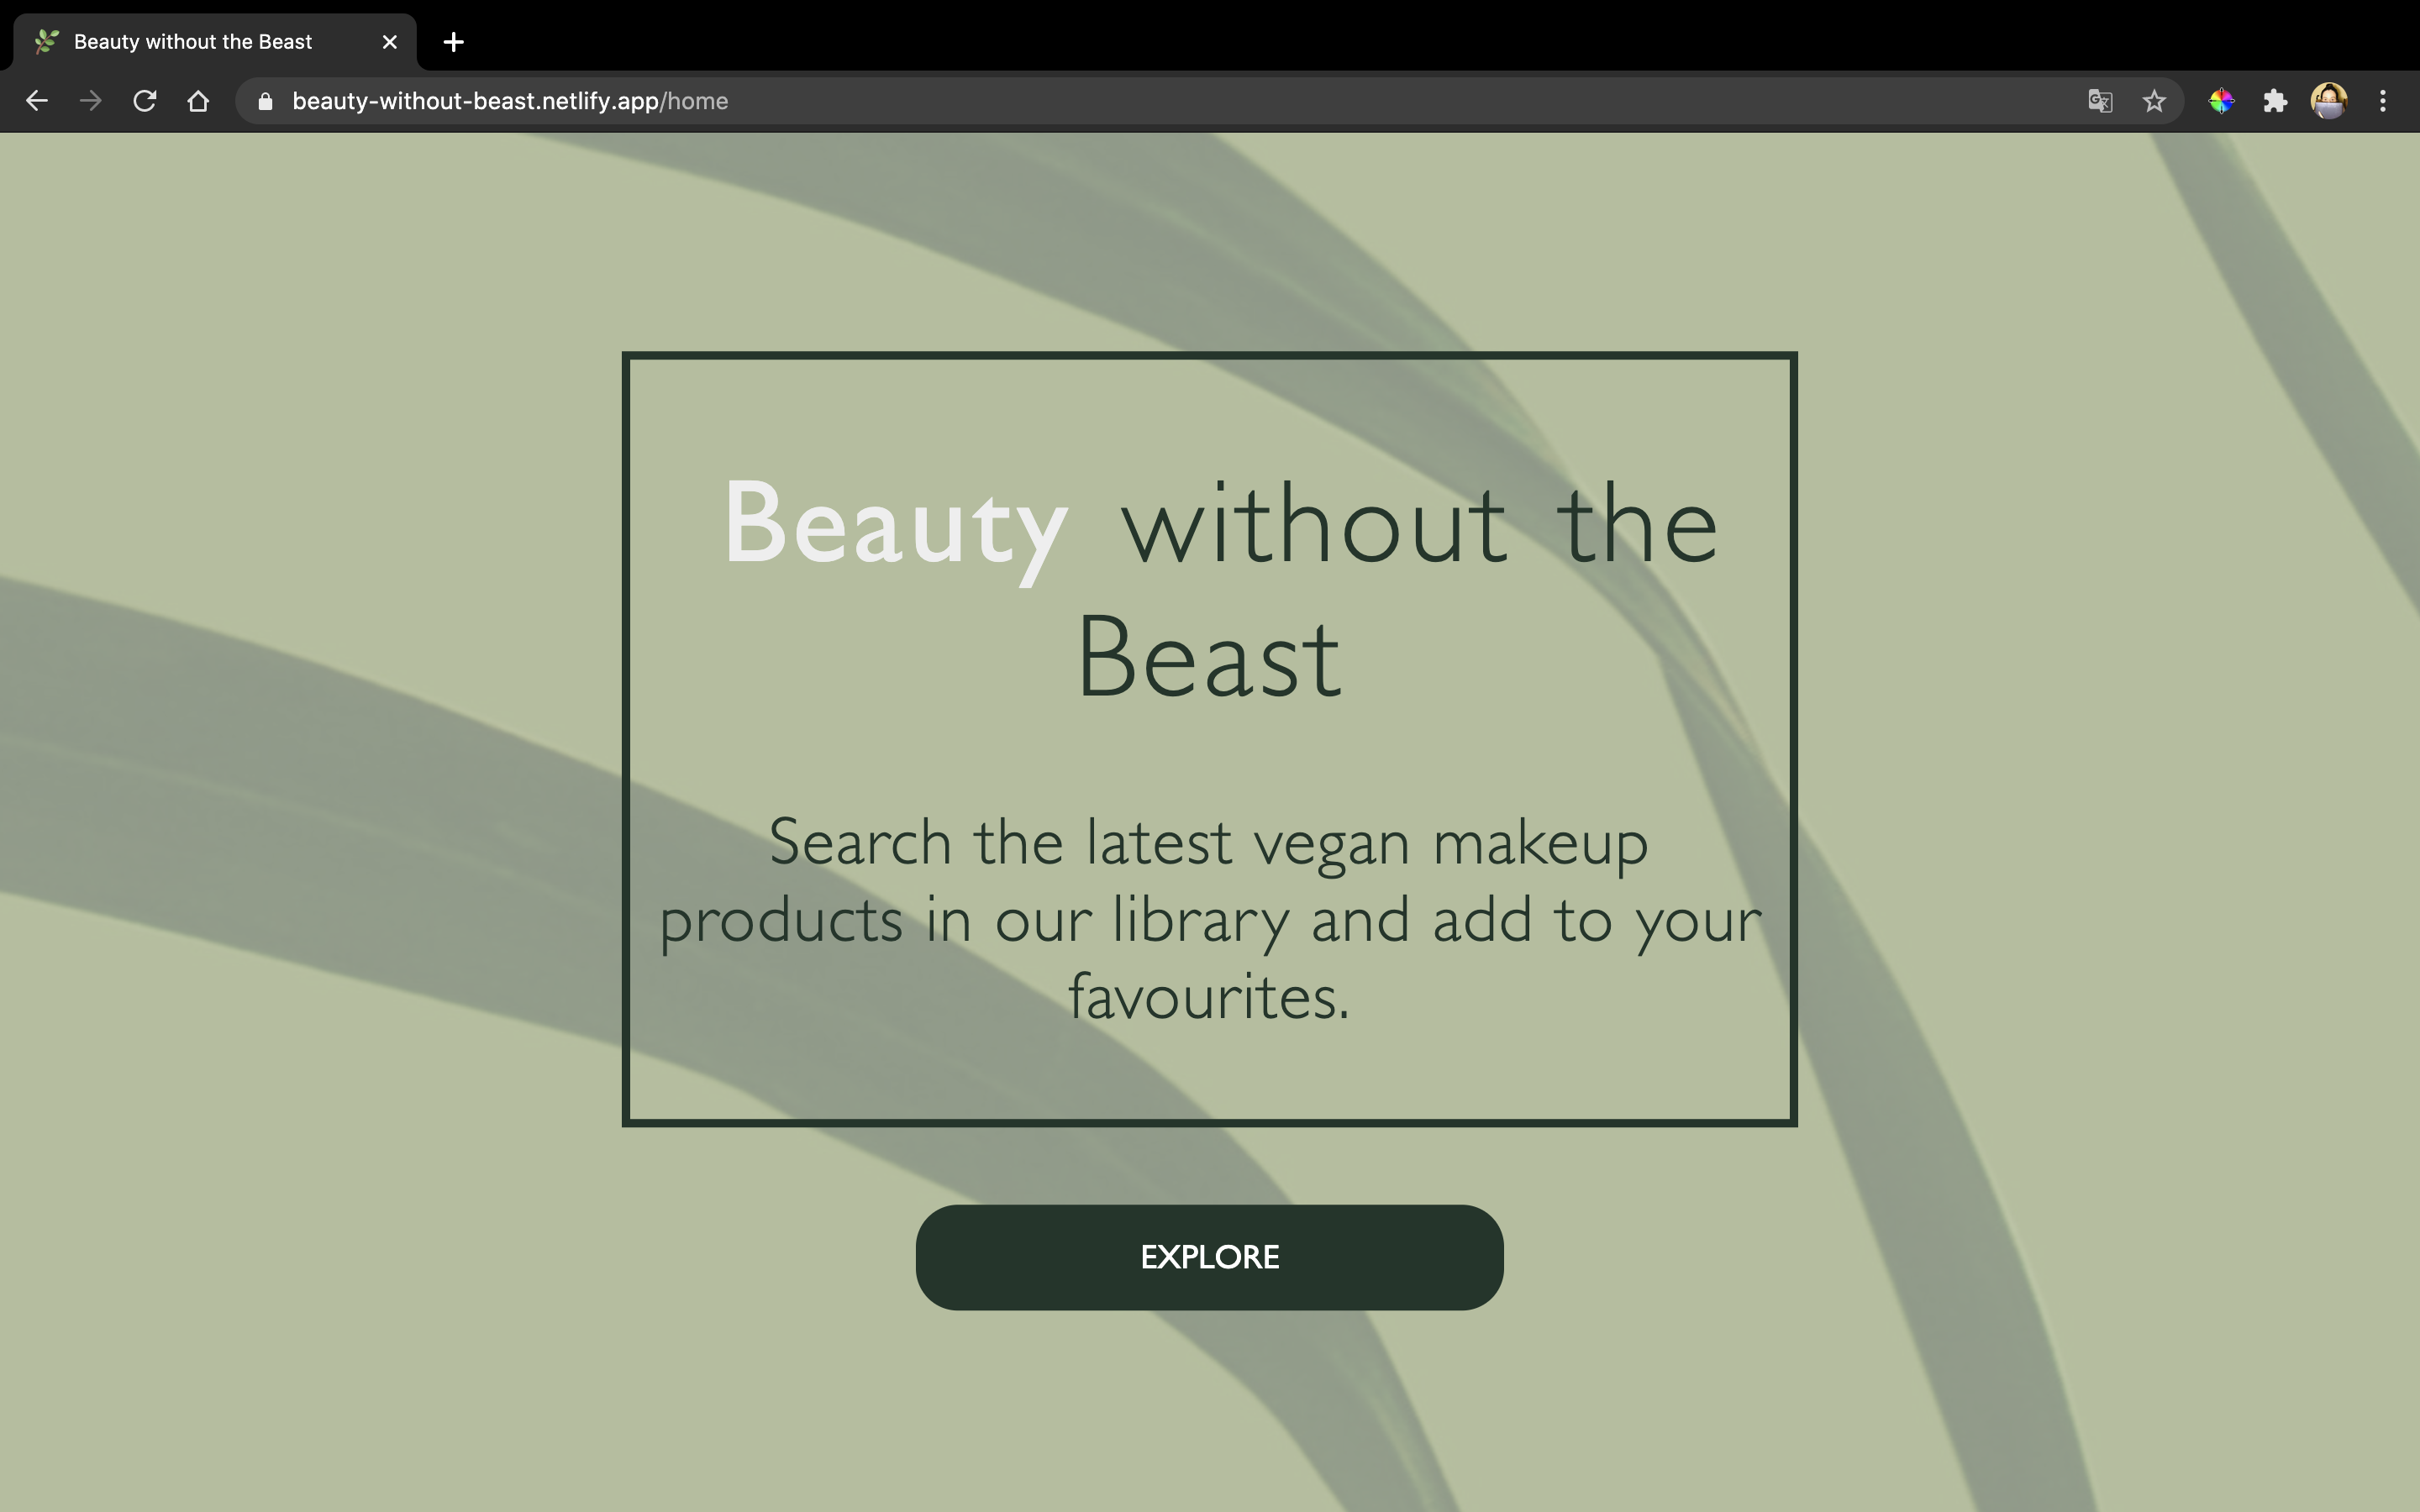 Beauty without the Beast
beauty-without-beast.netlify.app/home
Beauty without the
Beast
Search the latest vegan makeup
products in our library and add to your
favourites.
EXPLORE